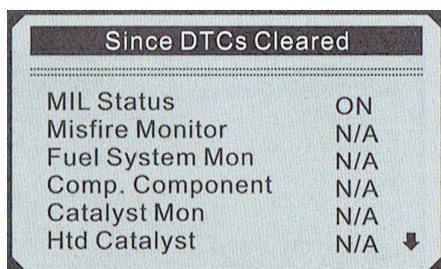 Since DTCs Cleared
MIL Status ON
Misfire Monitor N/A
Fuel System Mon N/A
Comp. Component N/A
Catalyst Mon N/A
Htd Catalyst N/A